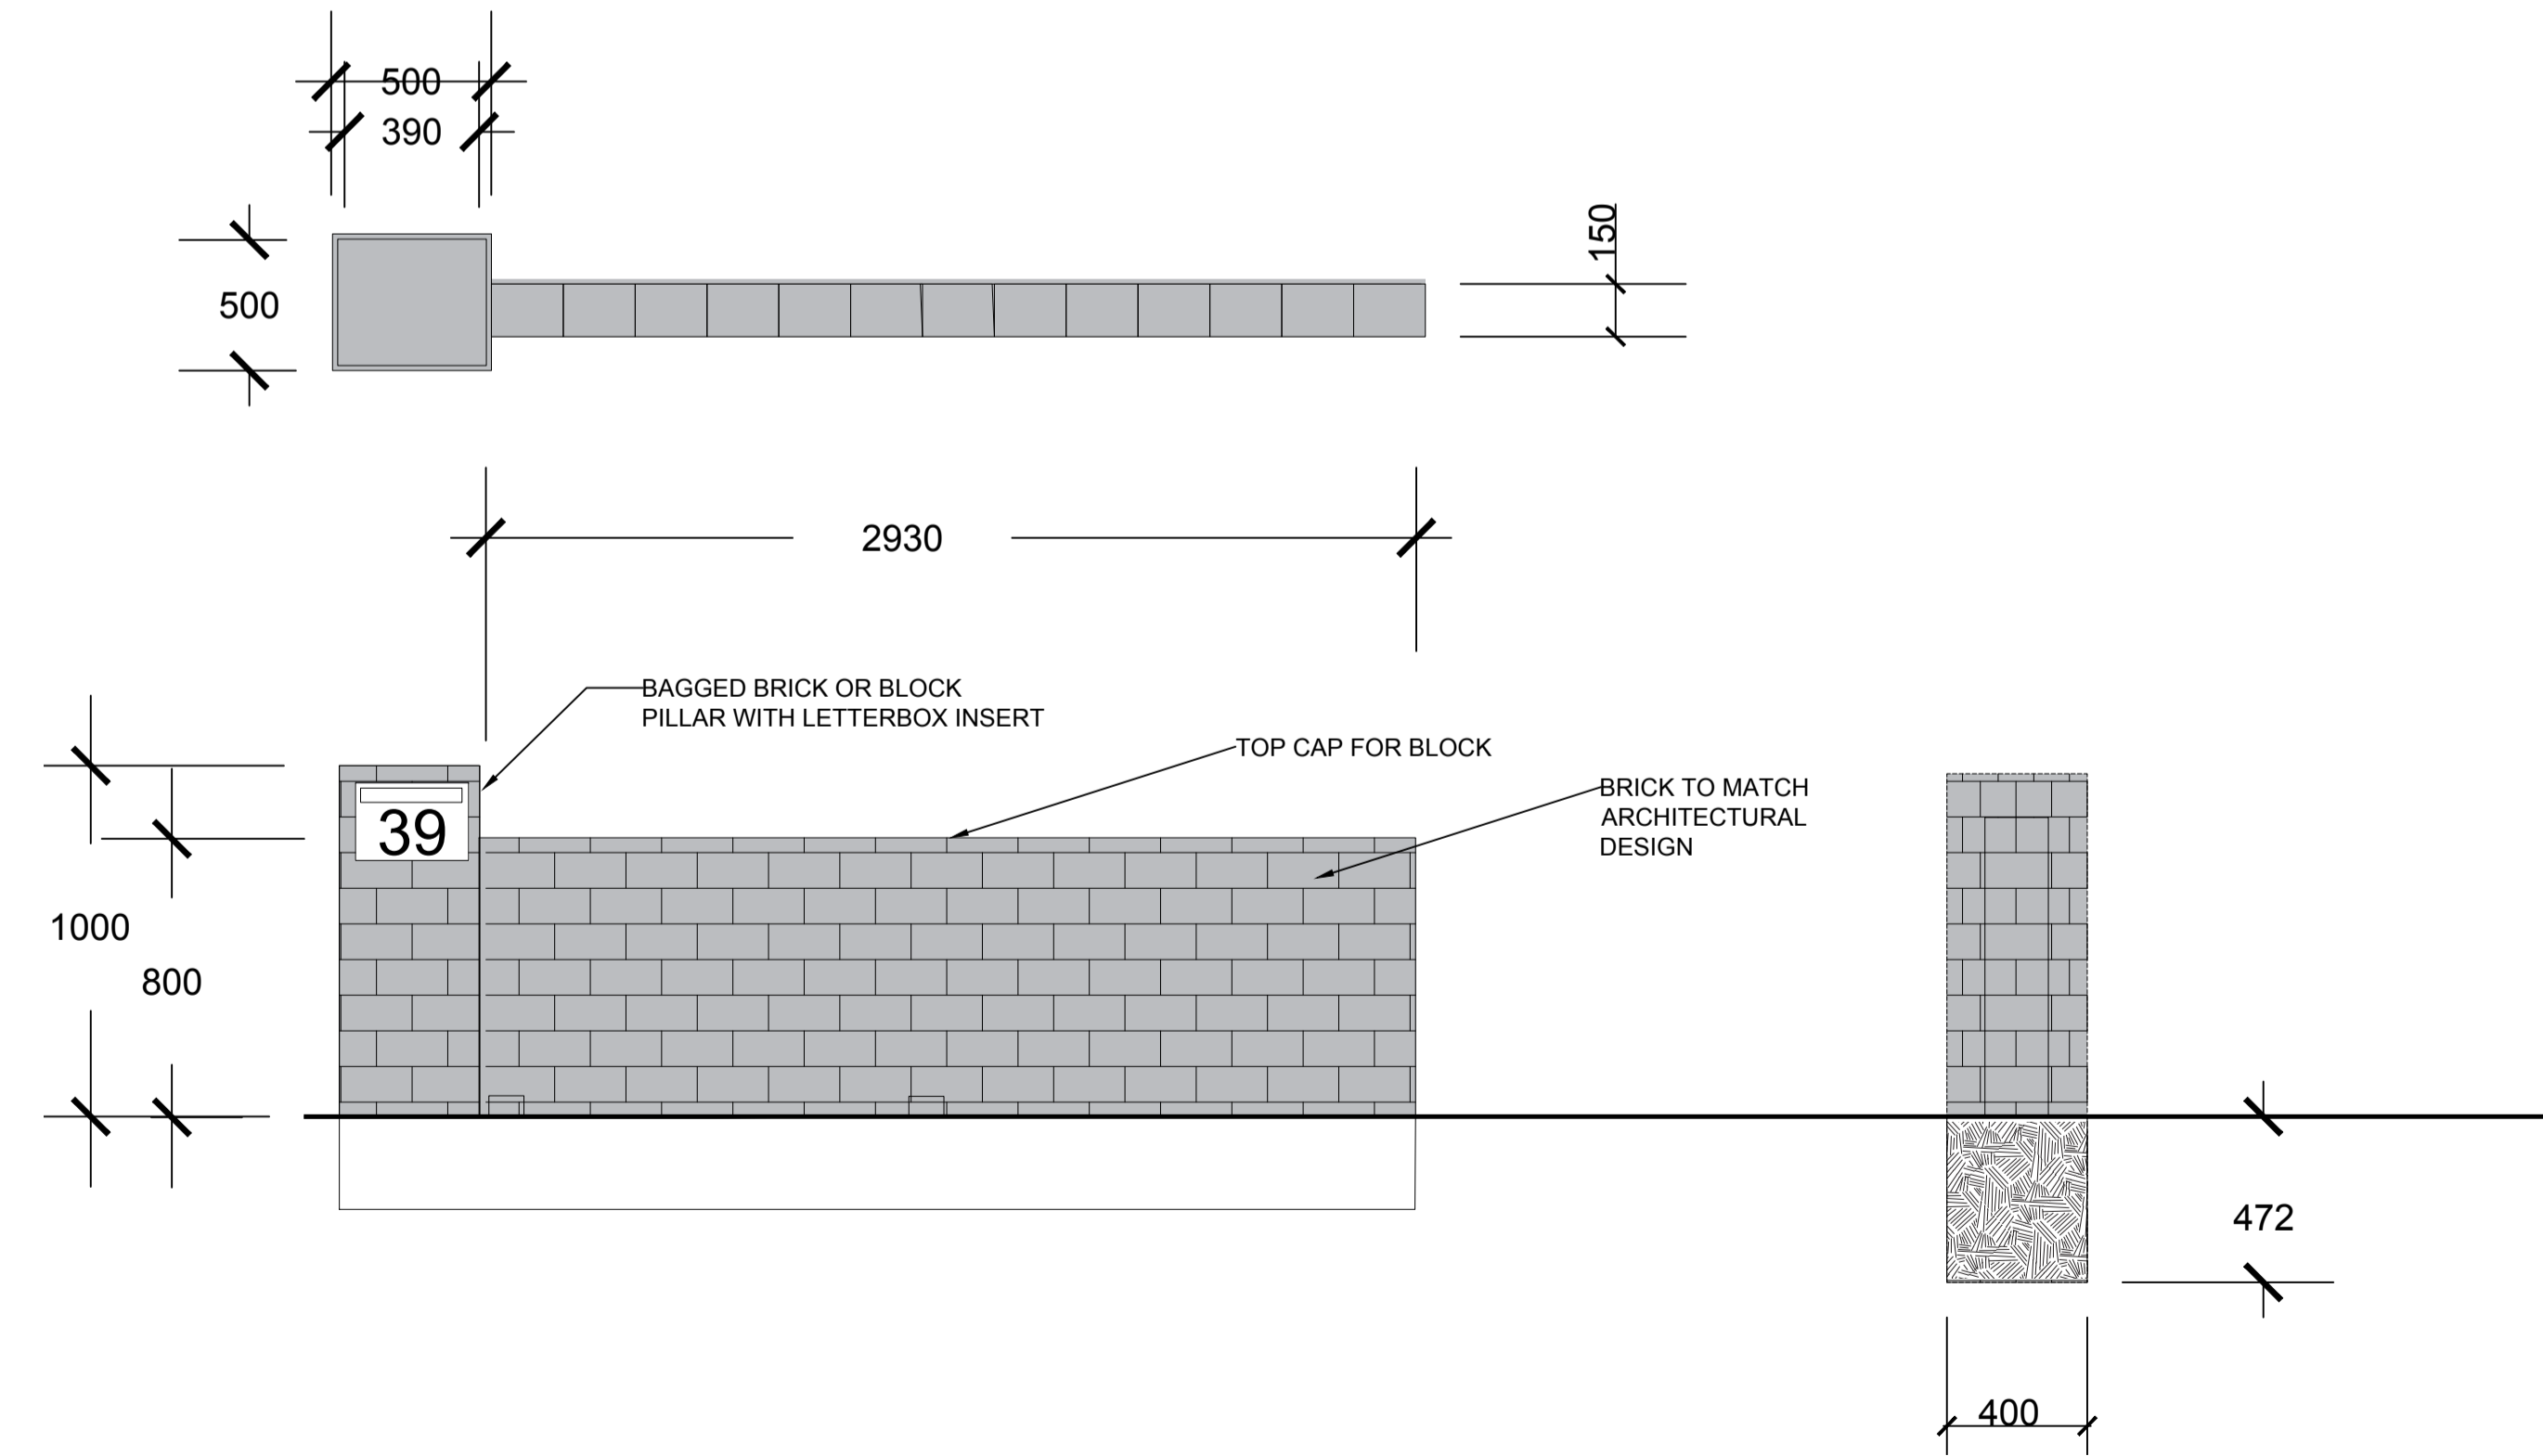 500
390
150
500
2930
BAGGED BRICK OR BLOCK
PILLAR WITH LETTERBOX INSERT
TOP CAP FOR BLOCK
BRICK TO MATCH
ARCHITECTURAL
DESIGN
39
1000
800
472
400